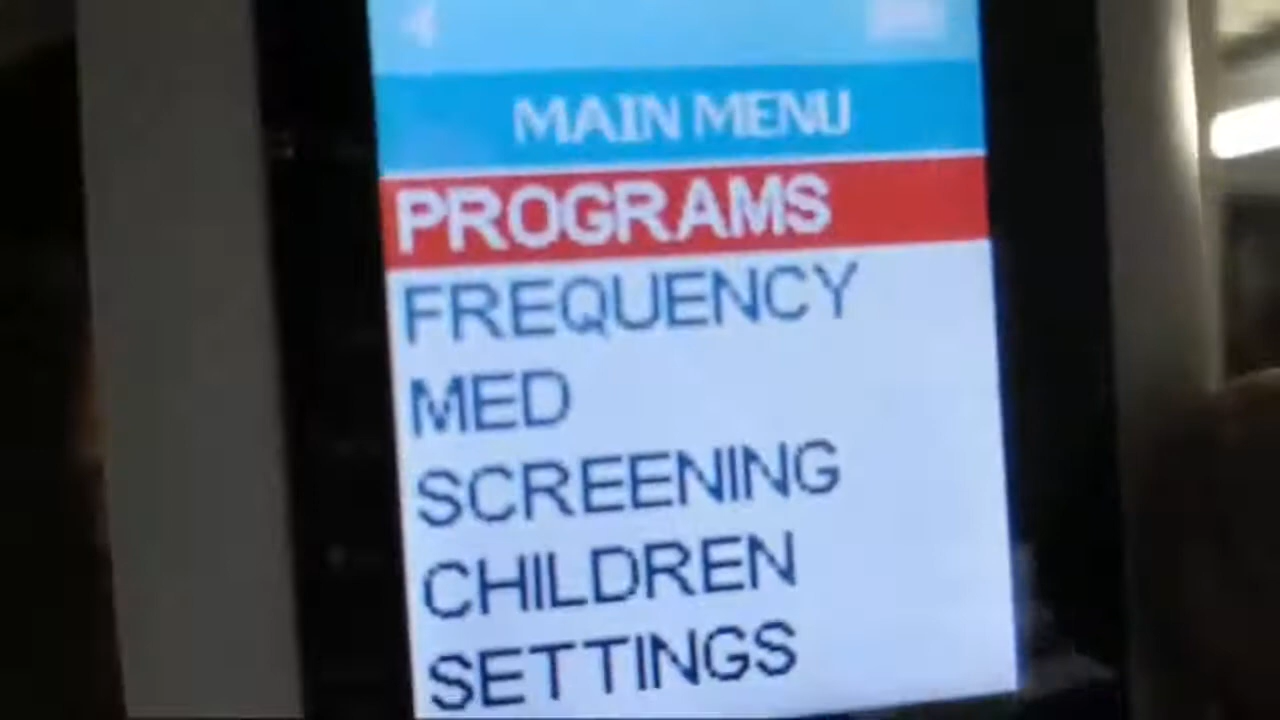 MAIN MENU
PROGRAMS
FREQUENCY
MED
SCREENING
CHILDREN
SETTINGS